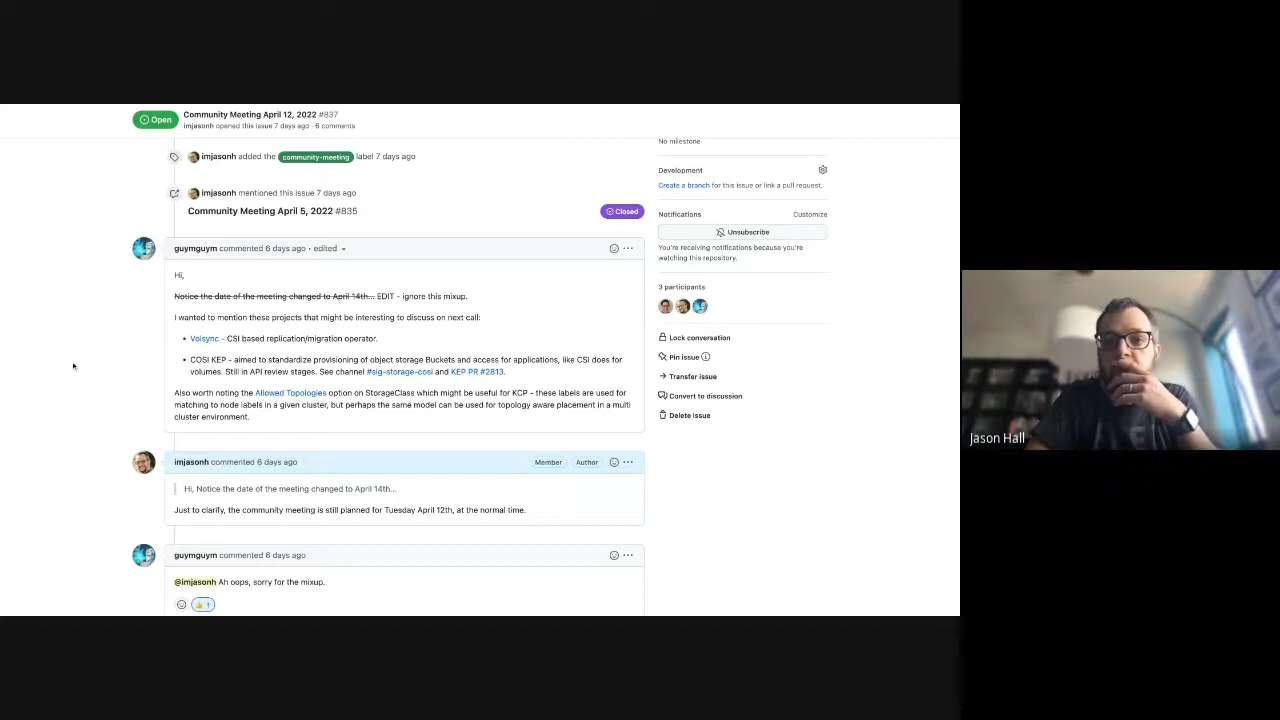 Open
Community Meeting April 12, 2022 #837
imjasonh opened this issue 7 days ago · 6 comments
imjasonh added the community-meeting label 7 days ago
imjasonh mentioned this issue 7 days ago
Community Meeting April 5, 2022 #835
Closed
guymguym commented 6 days ago · edited
Hi,
Notice the date of the meeting changed to April 14th... EDIT - ignore this mixup.
I wanted to mention these projects that might be interesting to discuss on next call:
• Volsync - CSI based replication/migration operator.
• COSI KEP - aimed to standardize provisioning of object storage Buckets and access for applications, like CSI does for
volumes. Still in API review stages. See channel #sig-storage-cosi and KEP PR #2813.
Also worth noting the Allowed Topologies option on StorageClass which might be useful for KCP - these labels are used for
matching to node labels in a given cluster, but perhaps the same model can be used for topology aware placement in a multi
cluster environment.
imjasonh commented 6 days ago
Member
Author
Hi, Notice the date of the meeting changed to April 14th...
Just to clarify, the community meeting is still planned for Tuesday April 12th, at the normal time.
guymguym commented 6 days ago
@imjasonh Ah oops, sorry for the mixup.
1
No milestone
Development
Create a branch for this issue or link a pull request.
Notifications
Customize
Unsubscribe
You're receiving notifications because you're
watching this repository.
3 participants
Lock conversation
Pin issue
Transfer issue
Convert to discussion
Delete issue
Jason Hall